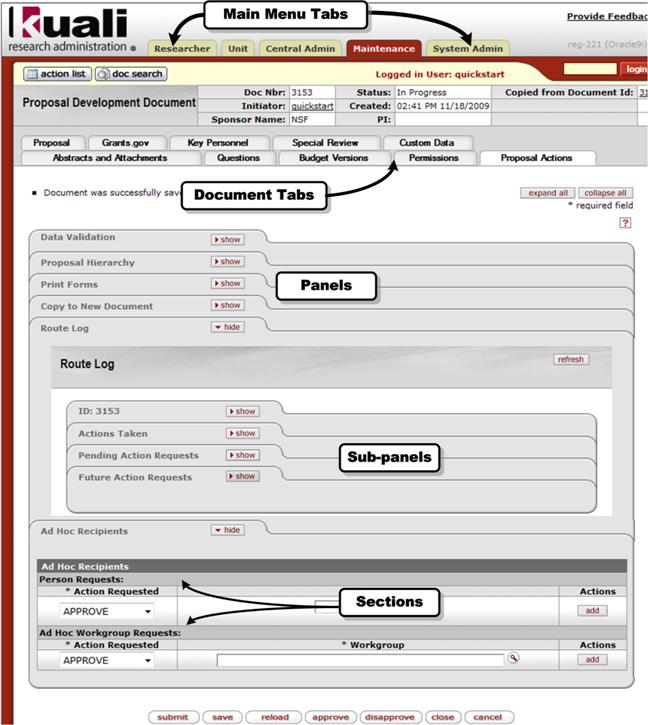 Main Menu Tabs
Provide Feedbac
Kuali
research administration ®
Researcher Unit Central Admin Maintenance System Admin
reg-221 (Oracle9i)
action list doc search
Logged in User: quickstart
login
Proposal Development Document
Doc Nbr: 3153 Status: In Progress Copied from Document Id: 31
Initiator: quickstart Created: 02:41 PM 11/18/2009
Sponsor Name: NSF PI:
Proposal Grants.gov Key Personnel Special Review Custom Data
Abstracts and Attachments Questions Budget Versions Permissions Proposal Actions
Document was successfully sav
Document Tabs
expand all collapse all
* required field
?
Data Validation show
Proposal Hierarchy show
Print Forms show
Panels
Copy to New Document show
Route Log hide
Route Log
refresh
ID: 3153 show
Actions Taken show
Pending Action Requests show
Sub-panels
Future Action Requests show
Ad Hoc Recipients hide
Ad Hoc Recipients
Person Requests:
* Action Requested Actions
Sections
APPROVE add
Ad Hoc Workgroup Requests:
* Action Requested * Workgroup Actions
APPROVE add
submit save reload approve disapprove close cancel